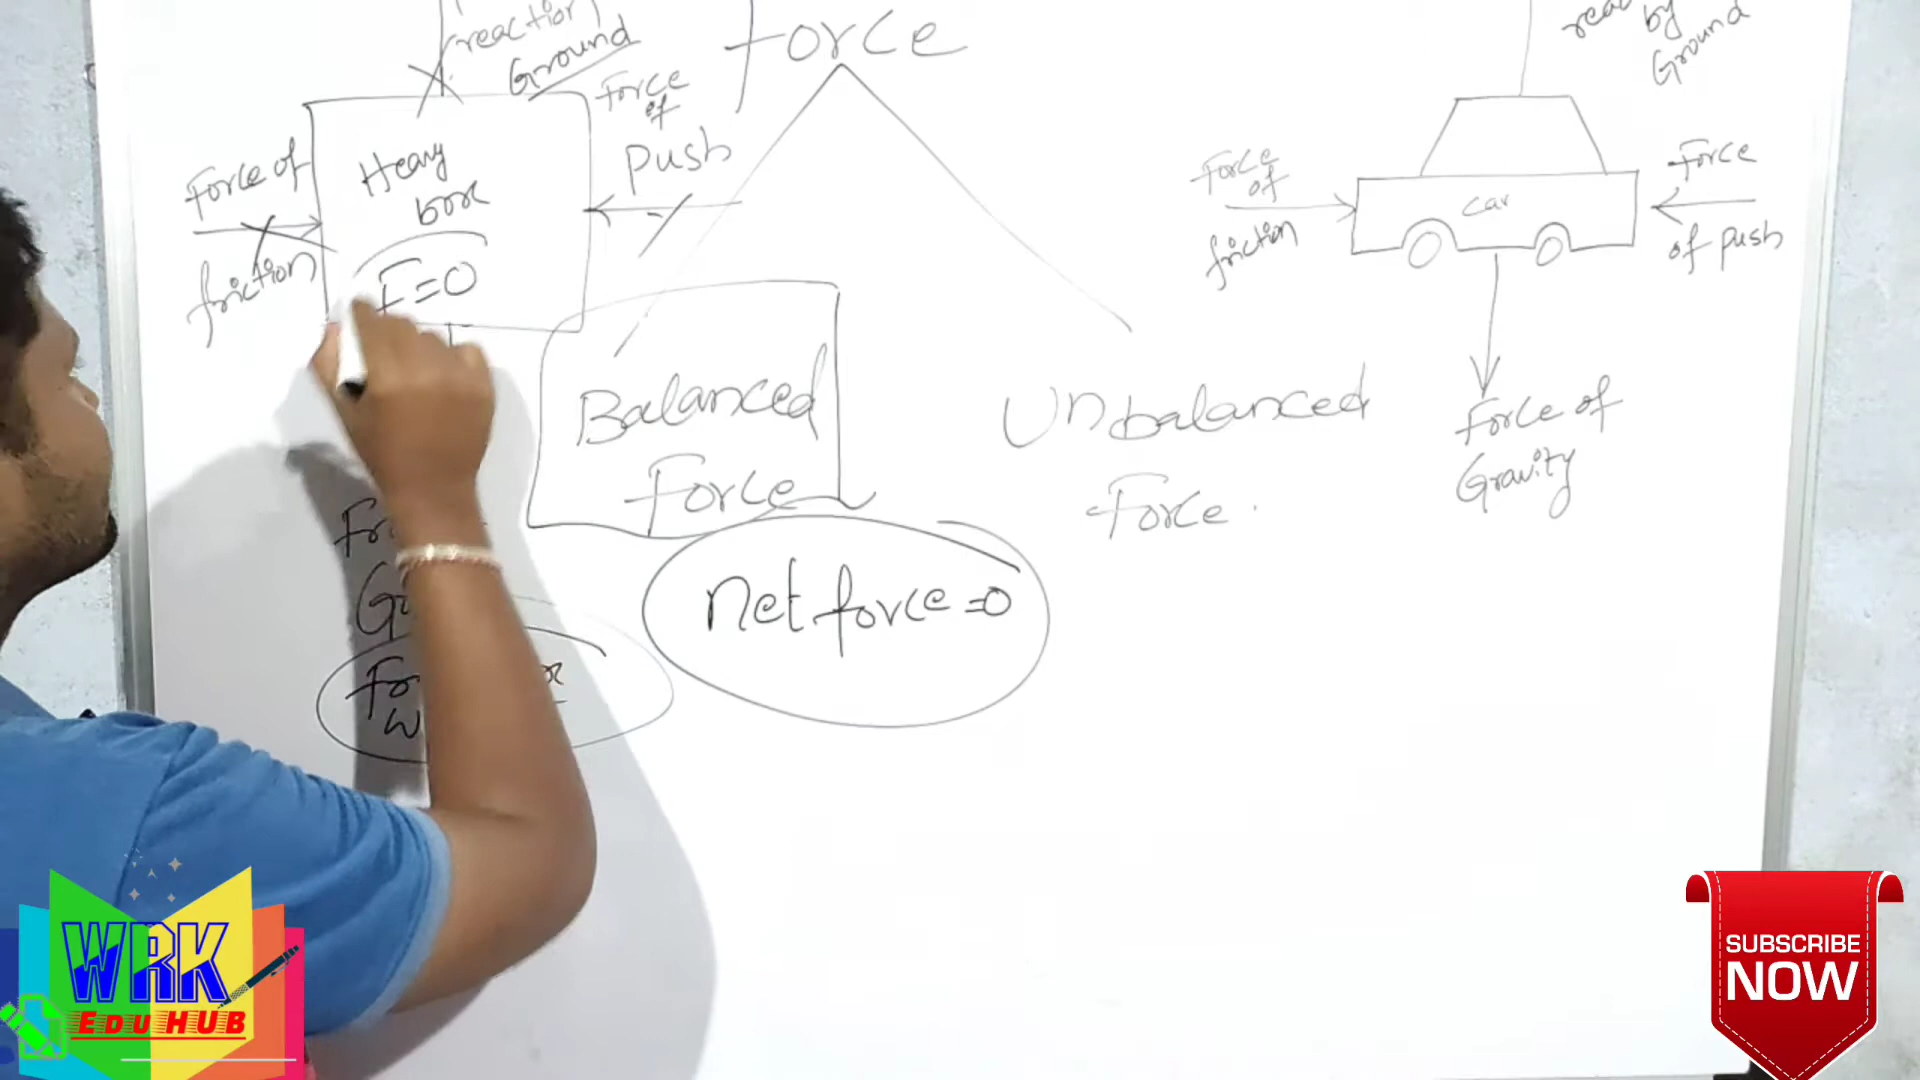 reaction
Ground
Force
by
Ground
Force of
friction
Heavy
box
F=0
Force
of
Push
Force
of
friction
Car
Force
of push
Balanced
Force
Unbalanced
Force.
Force of
Gravity
net force=0
WRK
EDU HUB
SUBSCRIBE
NOW